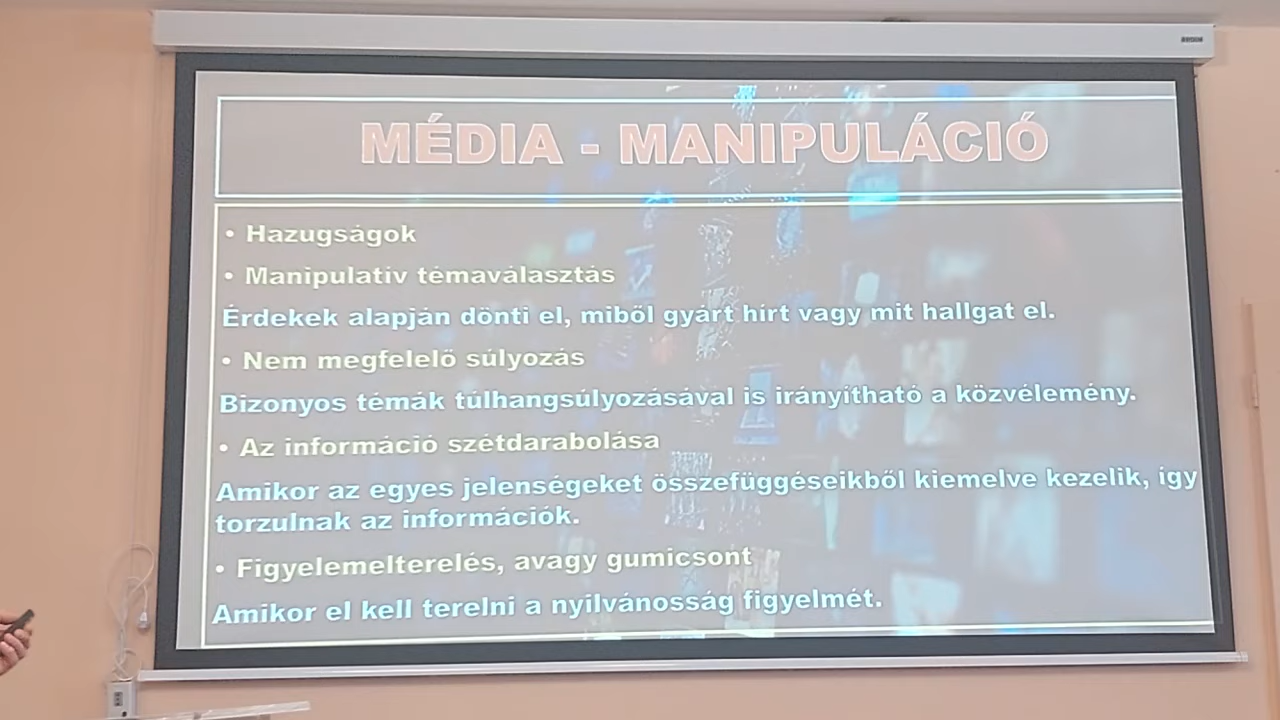 MÉDIA - MANIPULÁCIÓ
• Hazugságok
• Manipulatív témaválasztás
Érdekek alapján dönti el, miből gyárt hírt vagy mit hallgat el.
• Nem megfelelő súlyozás
Bizonyos témák túlhangsúlyozásával is irányítható a közvélemény.
• Az információ szétdarabolása
Amikor az egyes jelenségeket összefüggéseikből kiemelve kezelik, így
torzulnak az információk.
• Figyelemelterelés, avagy gumicsont
Amikor el kell terelni a nyilvánosság figyelmét.